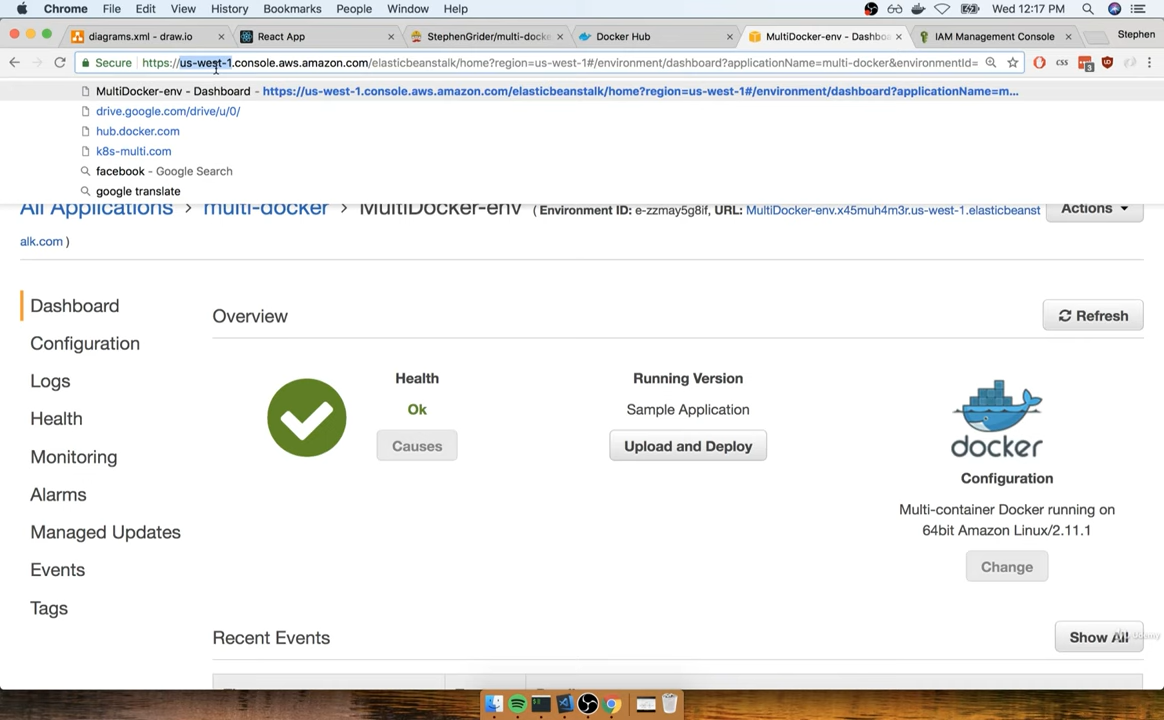 Chrome File Edit View History Bookmarks People Window Help Wed 12:17 PM
diagrams.xml - draw.io React App StephenGrider/multi-docke Docker Hub MultiDocker-env - Dashboa IAM Management Console Stephen
Secure https://us-west-1.console.aws.amazon.com/elasticbeanstalk/home?region=us-west-1#/environment/dashboard?applicationName=multi-docker&environmentId=
MultiDocker-env - Dashboard - https://us-west-1.console.aws.amazon.com/elasticbeanstalk/home?region=us-west-1#/environment/dashboard?applicationName=m...
drive.google.com/drive/u/0/
hub.docker.com
k8s-multi.com
facebook - Google Search
google translate
All Applications > multi-docker > MultiDocker-env ( Environment ID: e-zzmay5g8if, URL: MultiDocker-env.x45muh4m3r.us-west-1.elasticbeanst
alk.com )
Actions
Dashboard
Configuration
Logs
Health
Monitoring
Alarms
Managed Updates
Events
Tags
Overview
Refresh
Health
Ok
Causes
Running Version
Sample Application
Upload and Deploy
docker
Configuration
Multi-container Docker running on
64bit Amazon Linux/2.11.1
Change
Recent Events
Show All
Udemy